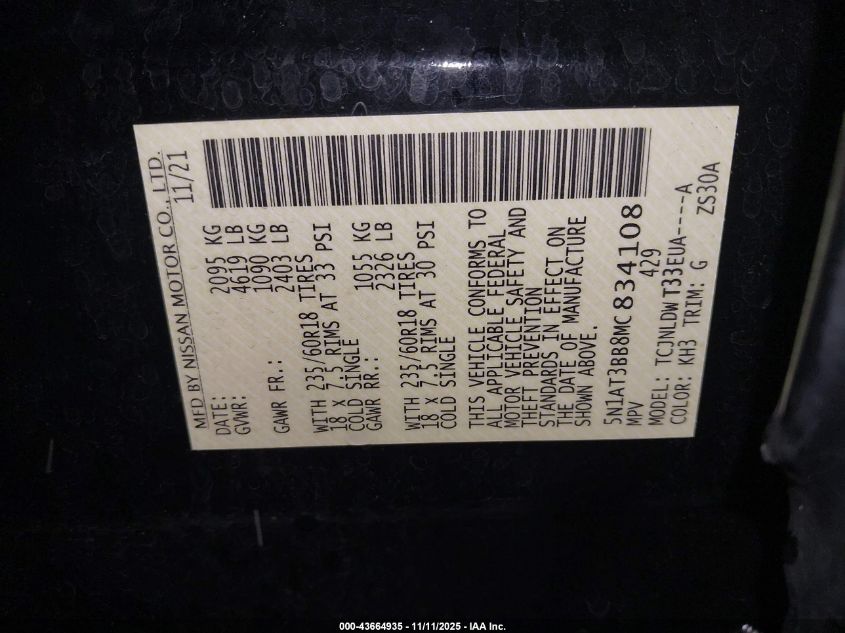 MFD BY NISSAN MOTOR CO., LTD.
DATE: 11/21
GVWR: 2095 KG
4619 LB
GAWR FR.: 1090 KG
2403 LB
WITH 235/60R18 TIRES
18 X 7.5 RIMS AT 33 PSI
COLD SINGLE
GAWR RR.: 1055 KG
2326 LB
WITH 235/60R18 TIRES
18 X 7.5 RIMS AT 30 PSI
COLD SINGLE
THIS VEHICLE CONFORMS TO
ALL APPLICABLE FEDERAL
MOTOR VEHICLE SAFETY AND
THEFT PREVENTION
STANDARDS IN EFFECT ON
THE DATE OF MANUFACTURE
SHOWN ABOVE.
5N1AT3BB8MC834108
MPV 429
MODEL: TCJNLDWT33EUA----A
COLOR: KH3 TRIM: G ZS30A
000-43664935 - 11/11/2025 - IAA Inc.